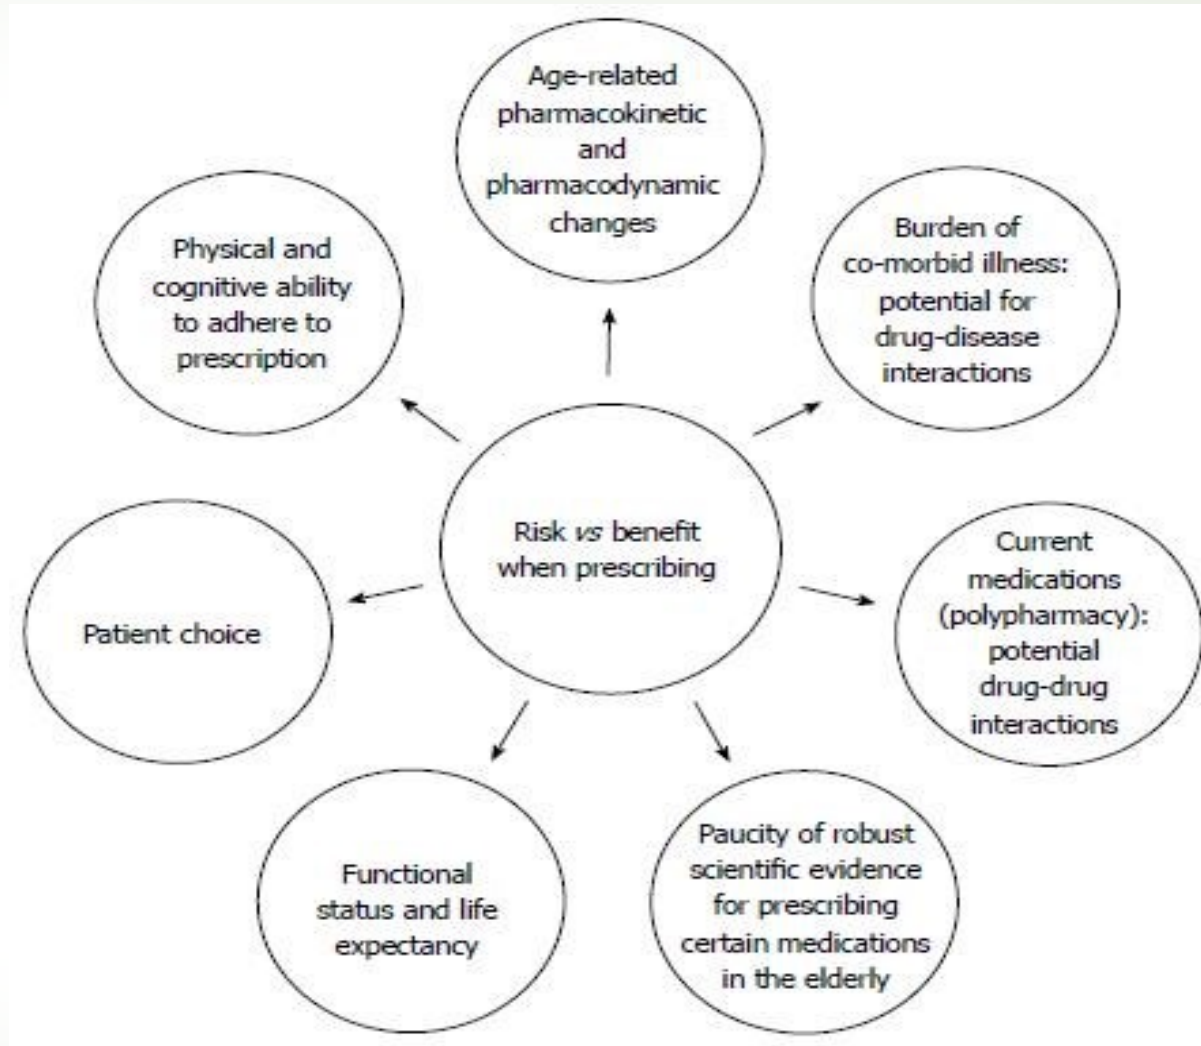 Age-related
pharmacokinetic
and
pharmacodynamic
changes
Burden of
co-morbid illness:
potential for
drug-disease
interactions
Physical and
cognitive ability
to adhere to
prescription
Risk vs benefit
when prescribing
Current
medications
(polypharmacy):
potential
drug-drug
interactions
Patient choice
Paucity of robust
scientific evidence
for prescribing
certain medications
in the elderly
Functional
status and life
expectancy